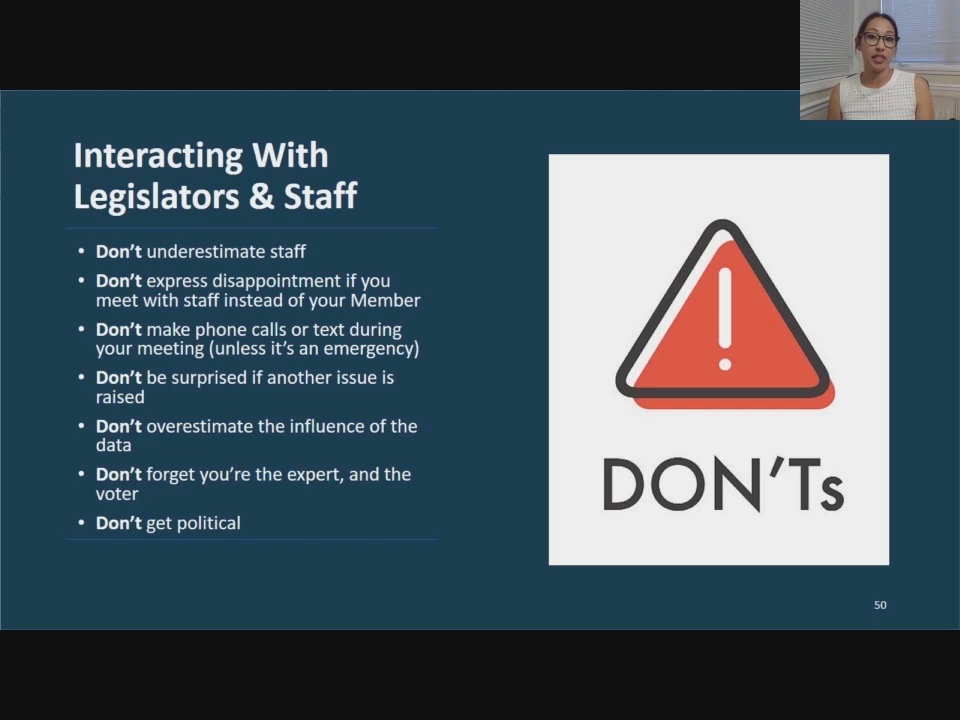 Interacting With
Legislators & Staff
• Don't underestimate staff
• Don't express disappointment if you
meet with staff instead of your Member
• Don't make phone calls or text during
your meeting (unless it's an emergency)
• Don't be surprised if another issue is
raised
• Don't overestimate the influence of the
data
• Don't forget you're the expert, and the
voter
• Don't get political
DON'Ts
50